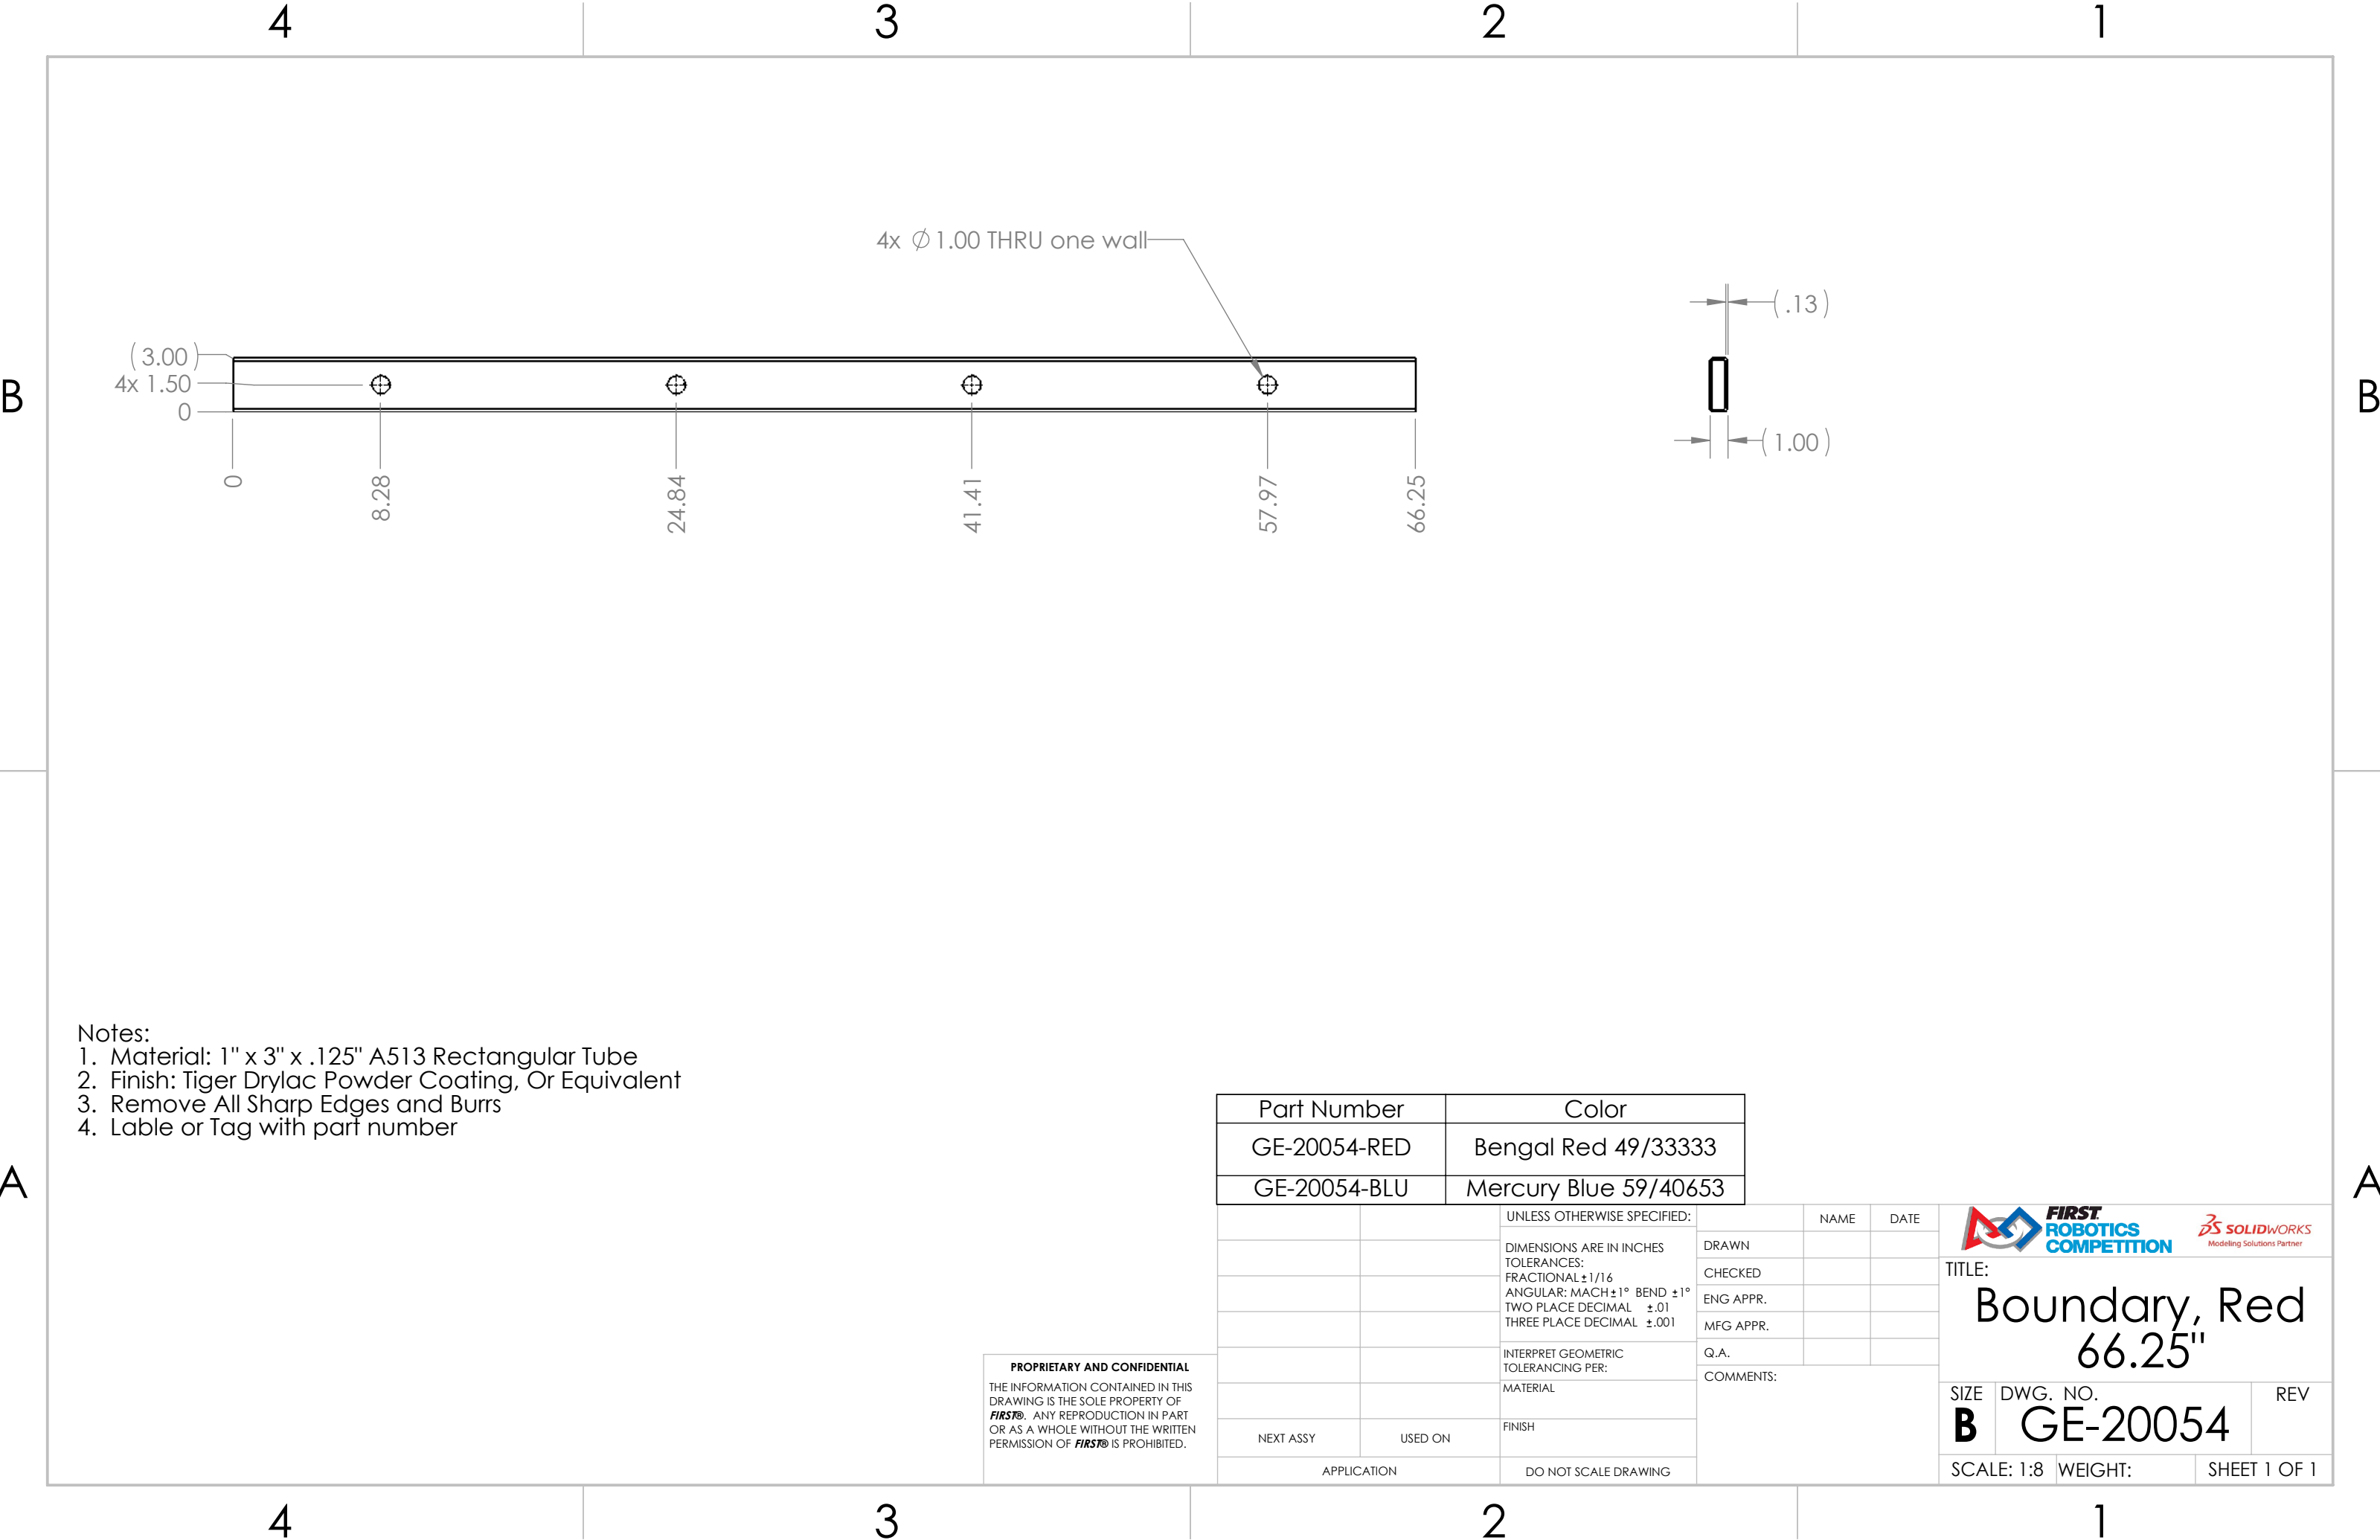 4 3 2 1
4x ⌀ 1.00 THRU one wall
( .13 )
( 3.00 )
4x 1.50
0
B
B
( 1.00 )
0
8.28
24.84
41.41
57.97
66.25
Notes:
1. Material: 1" x 3" x .125" A513 Rectangular Tube
2. Finish: Tiger Drylac Powder Coating, Or Equivalent
3. Remove All Sharp Edges and Burrs
4. Lable or Tag with part number
Part Number Color
GE-20054-RED Bengal Red 49/33333
GE-20054-BLU Mercury Blue 59/40653
A
A
PROPRIETARY AND CONFIDENTIAL
THE INFORMATION CONTAINED IN THIS
DRAWING IS THE SOLE PROPERTY OF
FIRST®. ANY REPRODUCTION IN PART
OR AS A WHOLE WITHOUT THE WRITTEN
PERMISSION OF FIRST® IS PROHIBITED.
NEXT ASSY USED ON
APPLICATION
UNLESS OTHERWISE SPECIFIED:
DIMENSIONS ARE IN INCHES
TOLERANCES:
FRACTIONAL ±1/16
ANGULAR: MACH ±1° BEND ±1°
TWO PLACE DECIMAL ±.01
THREE PLACE DECIMAL ±.001
INTERPRET GEOMETRIC
TOLERANCING PER:
MATERIAL
FINISH
DO NOT SCALE DRAWING
NAME DATE
DRAWN
CHECKED
ENG APPR.
MFG APPR.
Q.A.
COMMENTS:
FIRST.
ROBOTICS
COMPETITION
SOLIDWORKS
Modeling Solutions Partner
TITLE:
Boundary, Red
66.25"
SIZE DWG. NO. REV
B GE-20054
SCALE: 1:8 WEIGHT: SHEET 1 OF 1
4 3 2 1